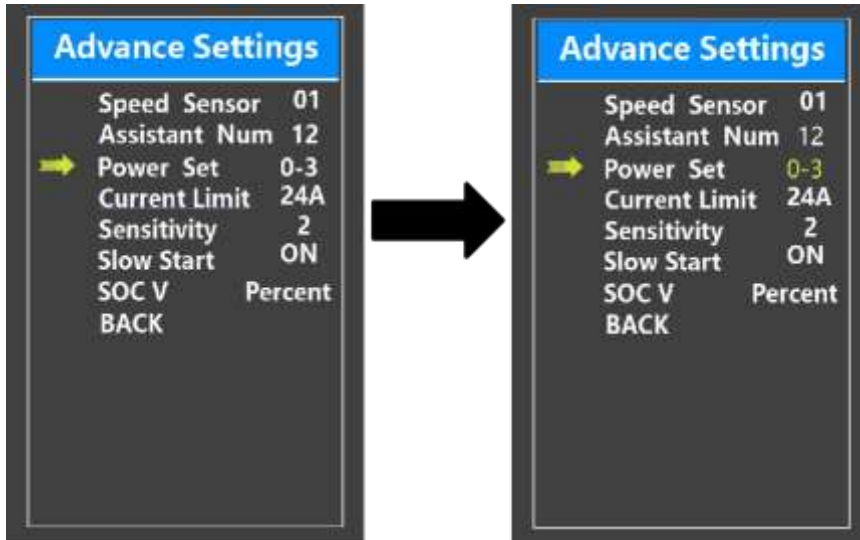 Advance Settings
Speed Sensor 01
Assistant Num 12
Power Set 0-3
Current Limit 24A
Sensitivity 2
Slow Start ON
SOC V Percent
BACK
Advance Settings
Speed Sensor 01
Assistant Num 12
Power Set 0-3
Current Limit 24A
Sensitivity 2
Slow Start ON
SOC V Percent
BACK